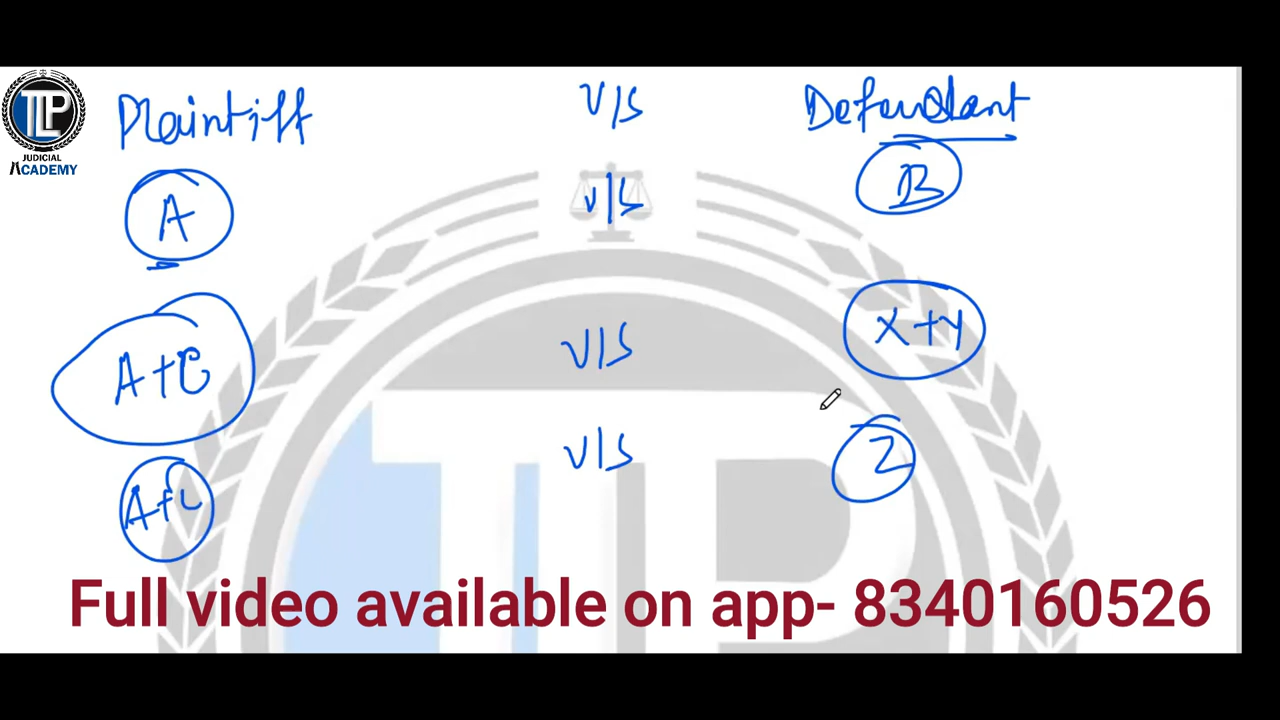 Plaintiff V/S Defendant
TLP
JUDICIAL
ACADEMY
A V/S B
A+C V/S X+Y
A+C V/S Z
Full video available on app- 8340160526